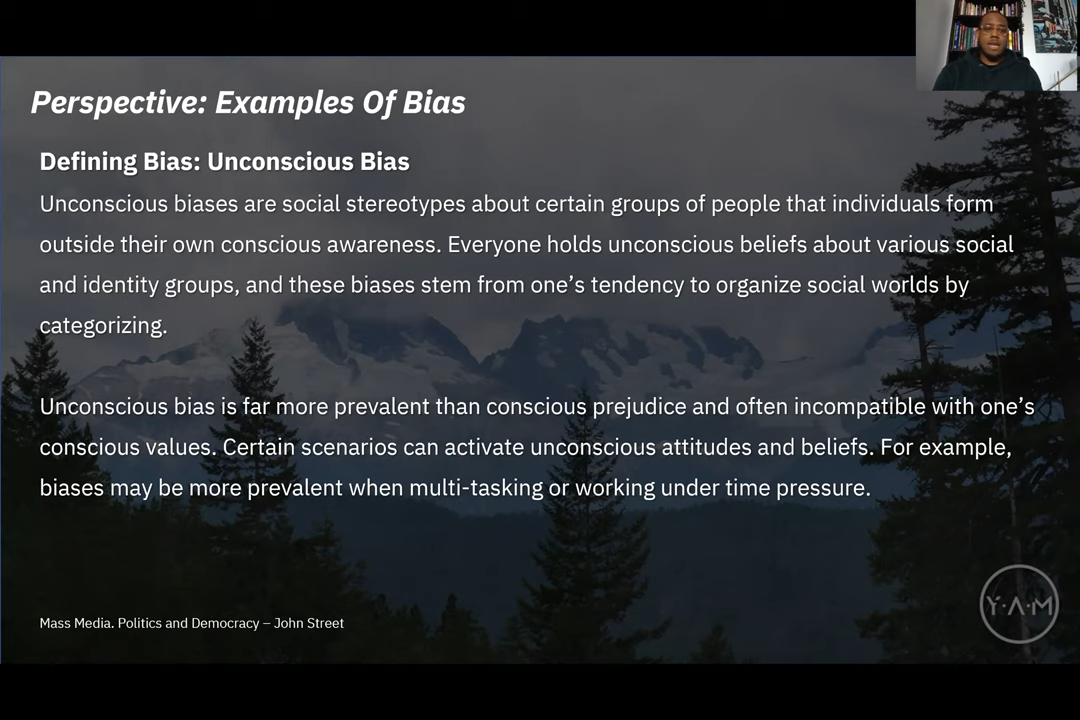 Perspective: Examples Of Bias
Defining Bias: Unconscious Bias
Unconscious biases are social stereotypes about certain groups of people that individuals form
outside their own conscious awareness. Everyone holds unconscious beliefs about various social
and identity groups, and these biases stem from one’s tendency to organize social worlds by
categorizing.
Unconscious bias is far more prevalent than conscious prejudice and often incompatible with one’s
conscious values. Certain scenarios can activate unconscious attitudes and beliefs. For example,
biases may be more prevalent when multi-tasking or working under time pressure.
Y·A·M
Mass Media. Politics and Democracy – John Street